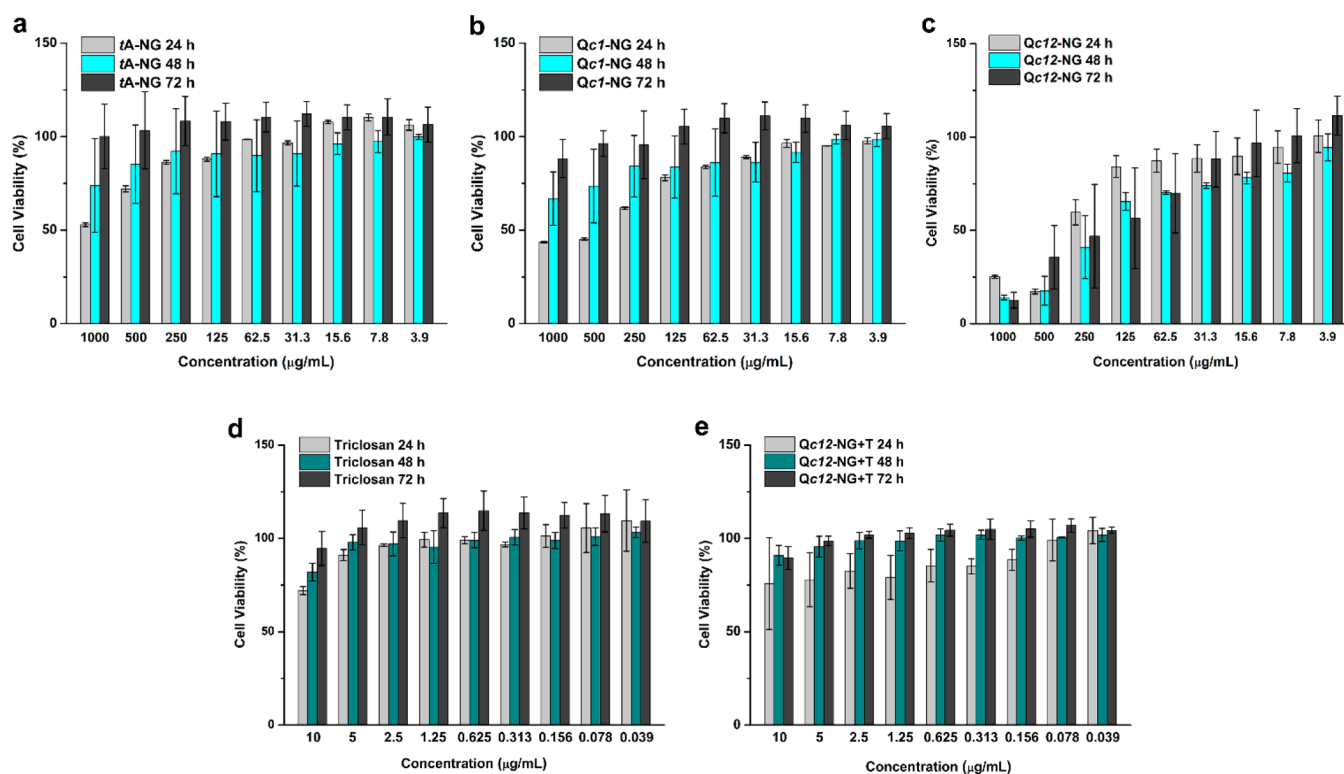 a
150
100
50
0
Cell Viability (%)
tA-NG 24 h
tA-NG 48 h
tA-NG 72 h
1000 500 250 125 62.5 31.3 15.6 7.8 3.9
Concentration (µg/mL)
b
150
100
50
0
Cell Viability (%)
Qc1-NG 24 h
Qc1-NG 48 h
Qc1-NG 72 h
1000 500 250 125 62.5 31.3 15.6 7.8 3.9
Concentration (µg/mL)
c
150
100
50
0
Cell Viability (%)
Qc12-NG 24 h
Qc12-NG 48 h
Qc12-NG 72 h
1000 500 250 125 62.5 31.3 15.6 7.8 3.9
Concentration (µg/mL)
d
150
100
50
0
Cell Viability (%)
Triclosan 24 h
Triclosan 48 h
Triclosan 72 h
10 5 2.5 1.25 0.625 0.313 0.156 0.078 0.039
Concentration (µg/mL)
e
150
100
50
0
Cell Viability (%)
Qc12-NG+T 24 h
Qc12-NG+T 48 h
Qc12-NG+T 72 h
10 5 2.5 1.25 0.625 0.313 0.156 0.078 0.039
Concentration (µg/mL)